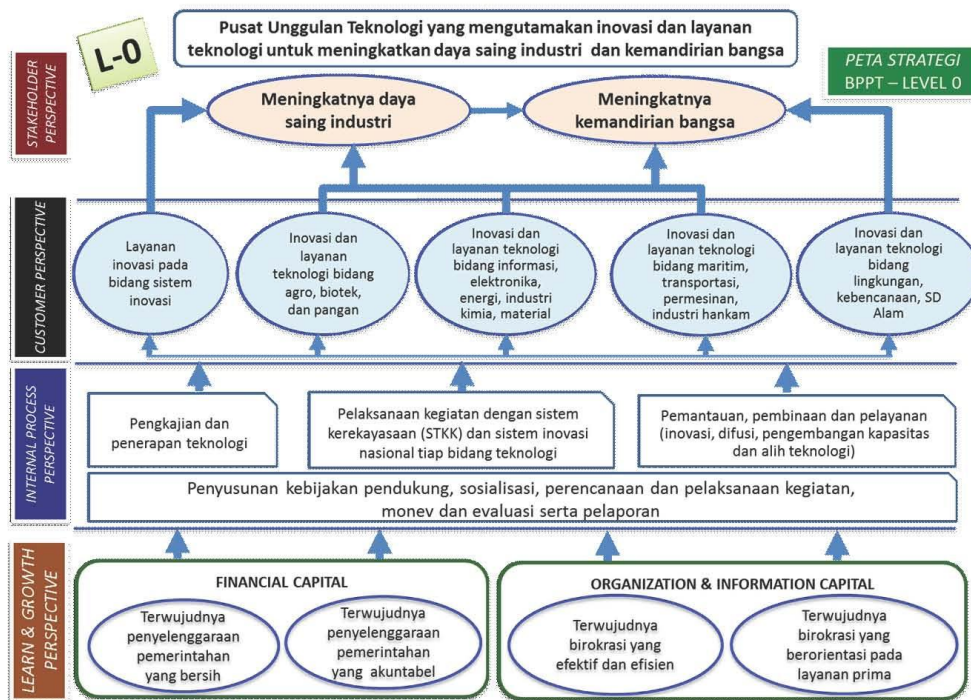 Pusat Unggulan Teknologi yang mengutamakan inovasi dan layanan
teknologi untuk meningkatkan daya saing industri dan kemandirian bangsa
L-0
PETA STRATEGI
BPPT – LEVEL 0
STAKEHOLDER
PERSPECTIVE
Meningkatnya daya
saing industri
Meningkatnya
kemandirian bangsa
CUSTOMER PERSPECTIVE
Layanan
inovasi pada
bidang sistem
inovasi
Inovasi dan
layanan
teknologi bidang
agro, biotek,
dan pangan
Inovasi dan
layanan teknologi
bidang informasi,
elektronika,
energi, industri
kimia, material
Inovasi dan
layanan teknologi
bidang maritim,
transportasi,
permesinan,
industri hankam
Inovasi dan
layanan teknologi
bidang
lingkungan,
kebencanaan, SD
Alam
INTERNAL PROCESS
PERSPECTIVE
Pengkajian dan
penerapan teknologi
Pelaksanaan kegiatan dengan sistem
kerekayasaan (STKK) dan sistem inovasi
nasional tiap bidang teknologi
Pemantauan, pembinaan dan pelayanan
(inovasi, difusi, pengembangan kapasitas
dan alih teknologi)
Penyusunan kebijakan pendukung, sosialisasi, perencanaan dan pelaksanaan kegiatan,
monev dan evaluasi serta pelaporan
LEARN & GROWTH
PERSPECTIVE
FINANCIAL CAPITAL
Terwujudnya
penyelenggaraan
pemerintahan
yang bersih
Terwujudnya
penyelenggaraan
pemerintahan
yang akuntabel
ORGANIZATION & INFORMATION CAPITAL
Terwujudnya
birokrasi yang
efektif dan efisien
Terwujudnya
birokrasi yang
berorientasi pada
layanan prima